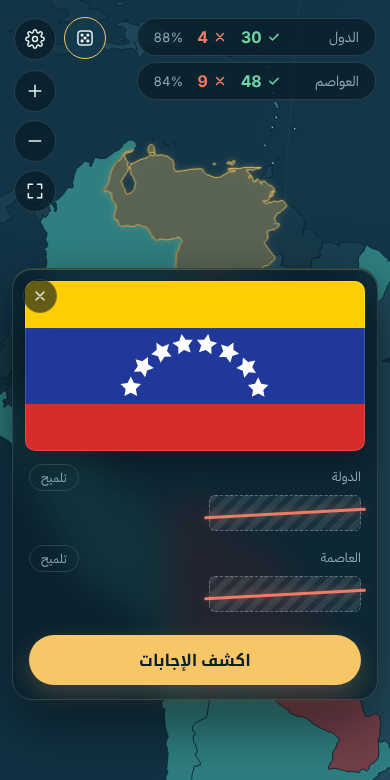 الدول ✓ 30 × 4 88%
العواصم ✓ 48 × 9 84%
الدولة
تلميح
العاصمة
تلميح
اكشف الإجابات